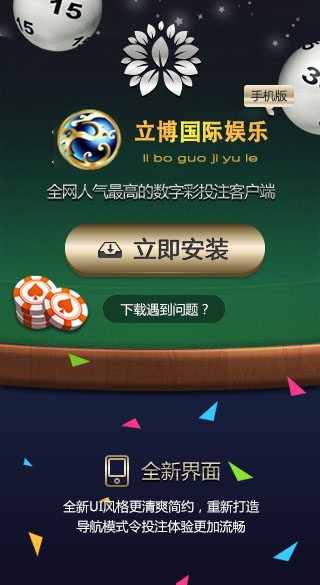 15
15
3
手机版
立博国际娱乐
li bo guo ji yu le
全网人气最高的数字彩投注客户端
立即安装
下载遇到问题？
全新界面
全新UI风格更清爽简约，重新打造
导航模式令投注体验更加流畅